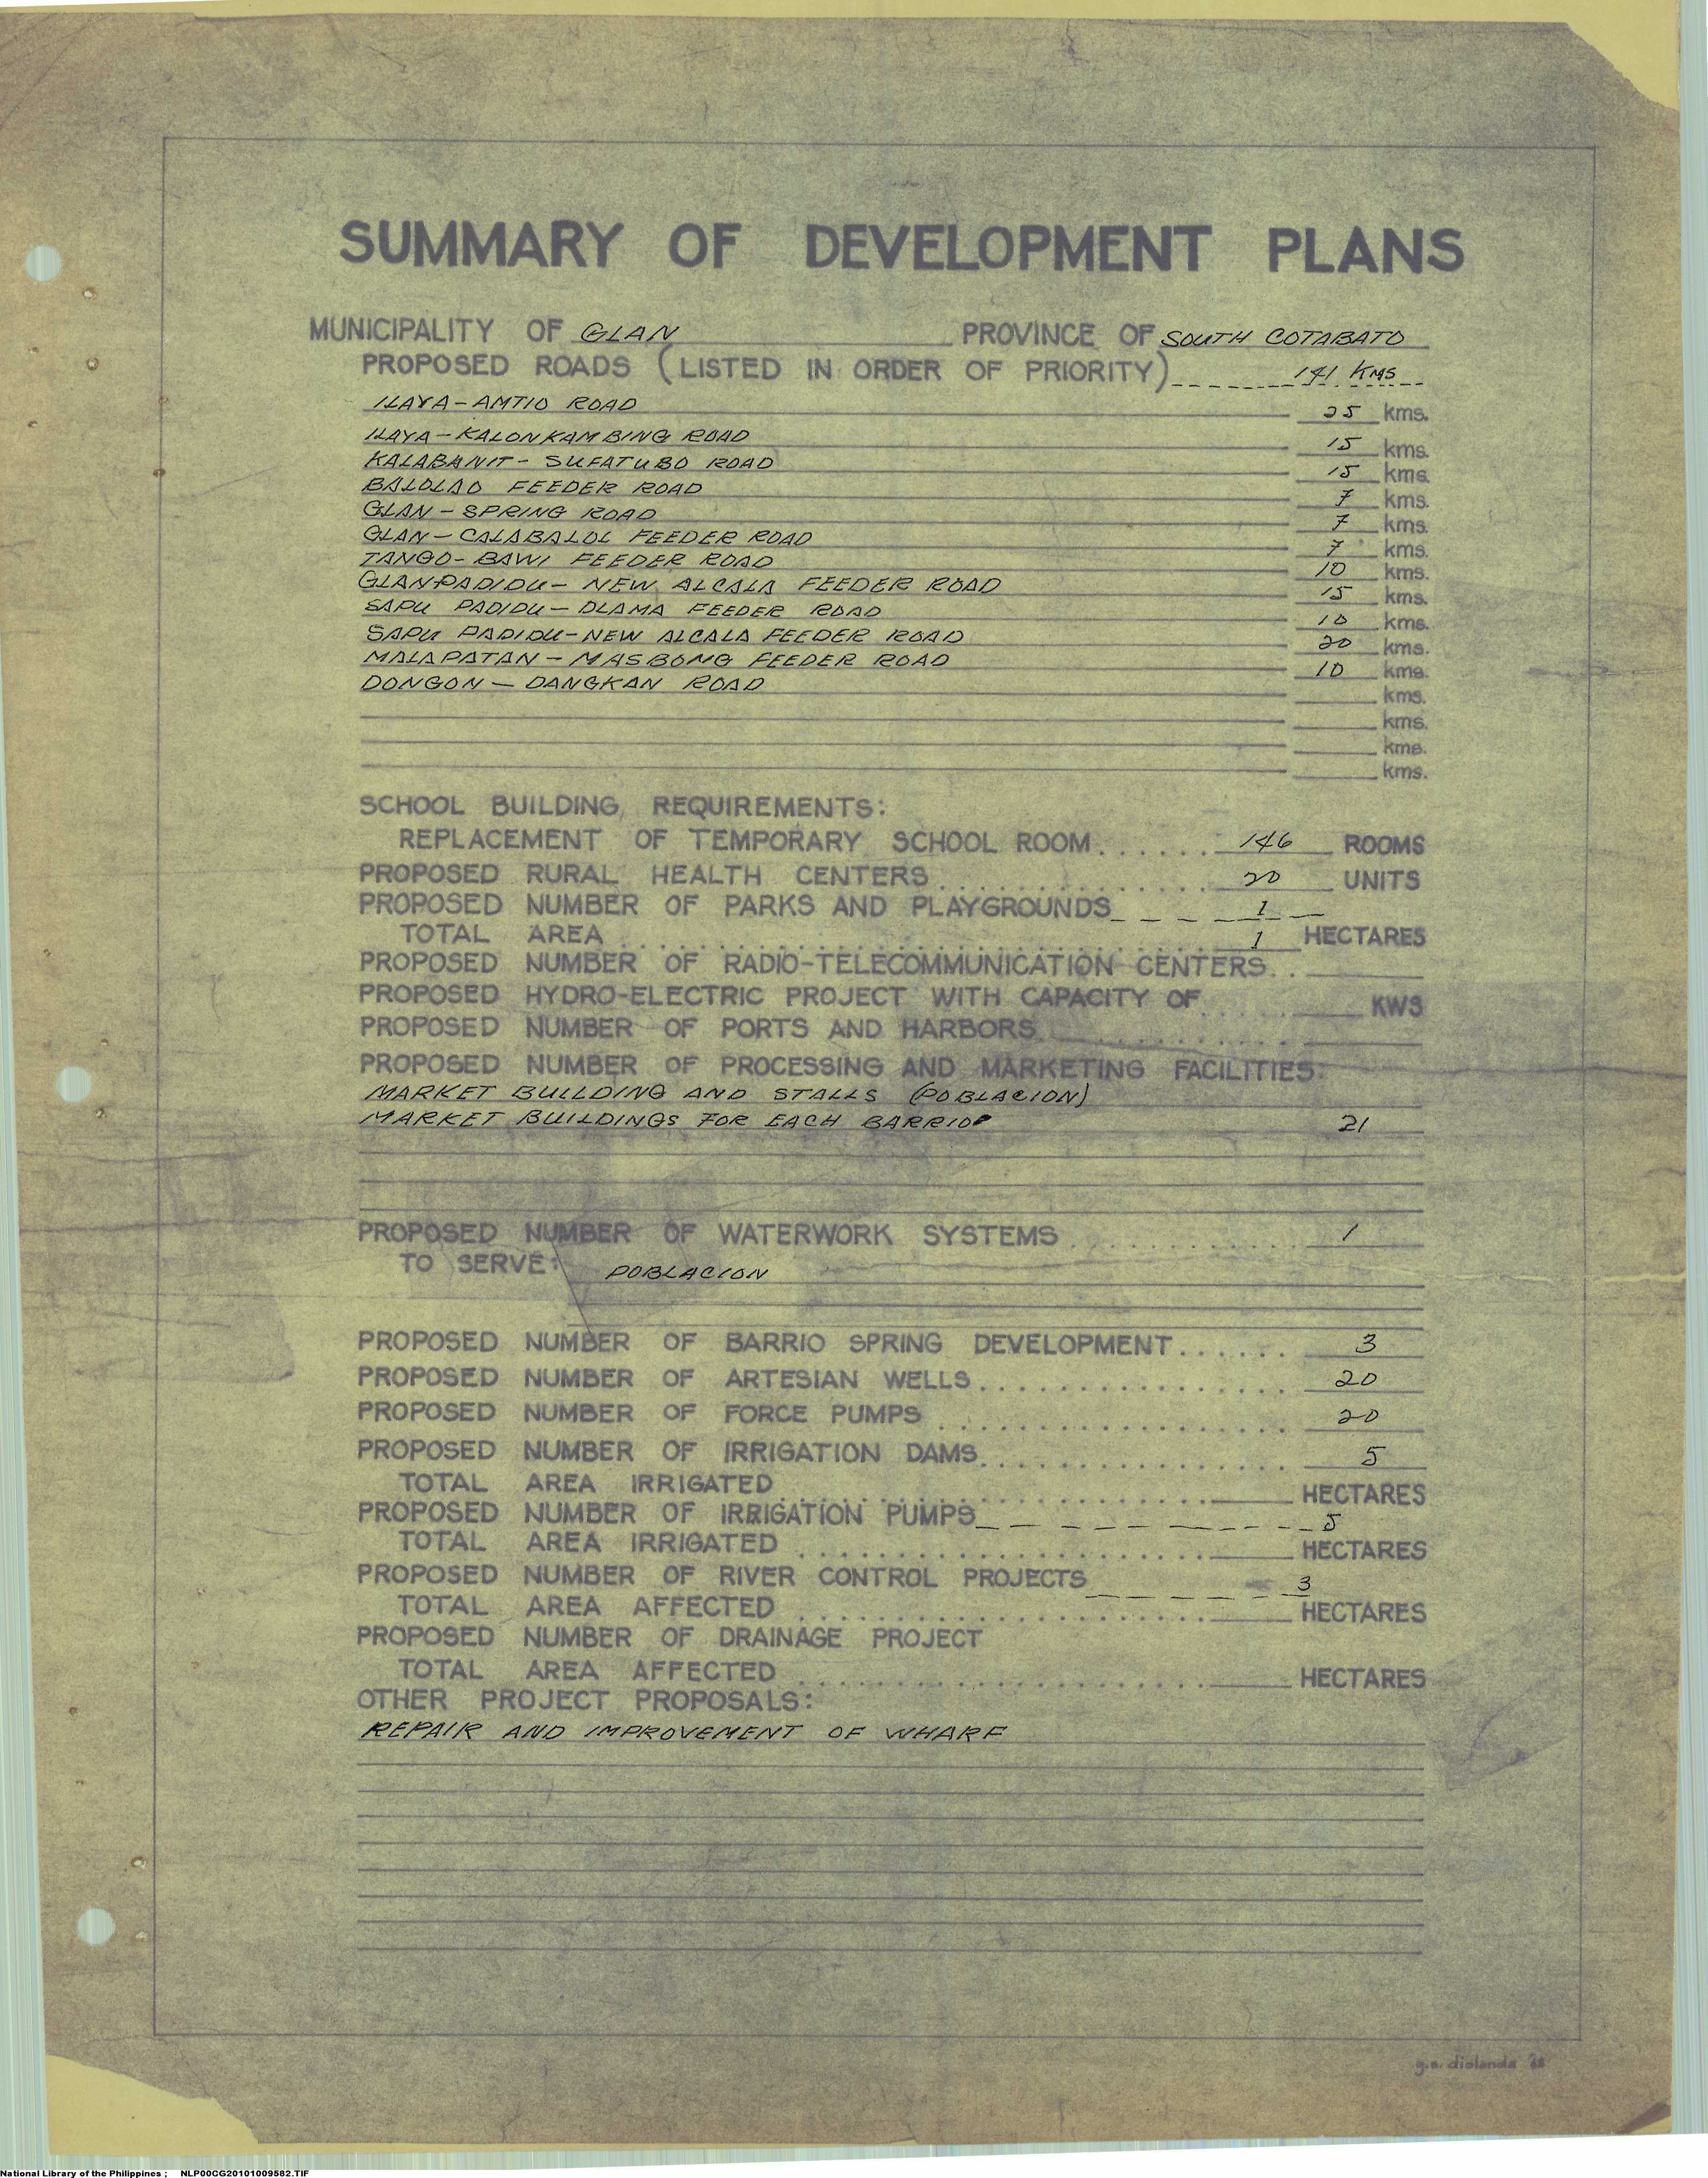 SUMMARY OF DEVELOPMENT PLANS
MUNICIPALITY OF GLAN PROVINCE OF SOUTH COTABATO
PROPOSED ROADS (LISTED IN ORDER OF PRIORITY) 141 KMS
ILAYA-AMTIO ROAD 25 kms.
ILAYA-KALONKAMBING ROAD 15 kms.
KALABANIT-SUFATUBO ROAD 15 kms.
BALOLAO FEEDER ROAD 7 kms.
GLAN-SPRING ROAD 7 kms.
GLAN-CALABALOL FEEDER ROAD 7 kms.
TANGO-BAWI FEEDER ROAD 10 kms.
GLANPADIDU-NEW ALCALA FEEDER ROAD 15 kms.
SAPU PADIDU-DLAMA FEEDER ROAD 10 kms.
SAPU PADIDU-NEW ALCALA FEEDER ROAD 20 kms.
MALAPATAN-MASBONG FEEDER ROAD 10 kms.
DONGON-DANGKAN ROAD kms.
kms.
kms.
kms.
SCHOOL BUILDING REQUIREMENTS:
REPLACEMENT OF TEMPORARY SCHOOL ROOM...... 146 ROOMS
PROPOSED RURAL HEALTH CENTERS............... 20 UNITS
PROPOSED NUMBER OF PARKS AND PLAYGROUNDS 1
TOTAL AREA............................ 1 HECTARES
PROPOSED NUMBER OF RADIO-TELECOMMUNICATION CENTERS..
PROPOSED HYDRO-ELECTRIC PROJECT WITH CAPACITY OF...... KWS
PROPOSED NUMBER OF PORTS AND HARBORS............
PROPOSED NUMBER OF PROCESSING AND MARKETING FACILITIES:
MARKET BUILDING AND STALLS (POBLACION)
MARKET BUILDINGS FOR EACH BARRIO 21
PROPOSED NUMBER OF WATERWORK SYSTEMS............ 1
TO SERVE: POBLACION
PROPOSED NUMBER OF BARRIO SPRING DEVELOPMENT...... 3
PROPOSED NUMBER OF ARTESIAN WELLS................ 20
PROPOSED NUMBER OF FORCE PUMPS.................. 20
PROPOSED NUMBER OF IRRIGATION DAMS................ 5
TOTAL AREA IRRIGATED...................... HECTARES
PROPOSED NUMBER OF IRRIGATION PUMPS 5
TOTAL AREA IRRIGATED...................... HECTARES
PROPOSED NUMBER OF RIVER CONTROL PROJECTS 3
TOTAL AREA AFFECTED...................... HECTARES
PROPOSED NUMBER OF DRAINAGE PROJECT
TOTAL AREA AFFECTED...................... HECTARES
OTHER PROJECT PROPOSALS:
REPAIR AND IMPROVEMENT OF WHARF
g.a. diolanda
National Library of the Philippines ; NLP00CG20101009582.TIF